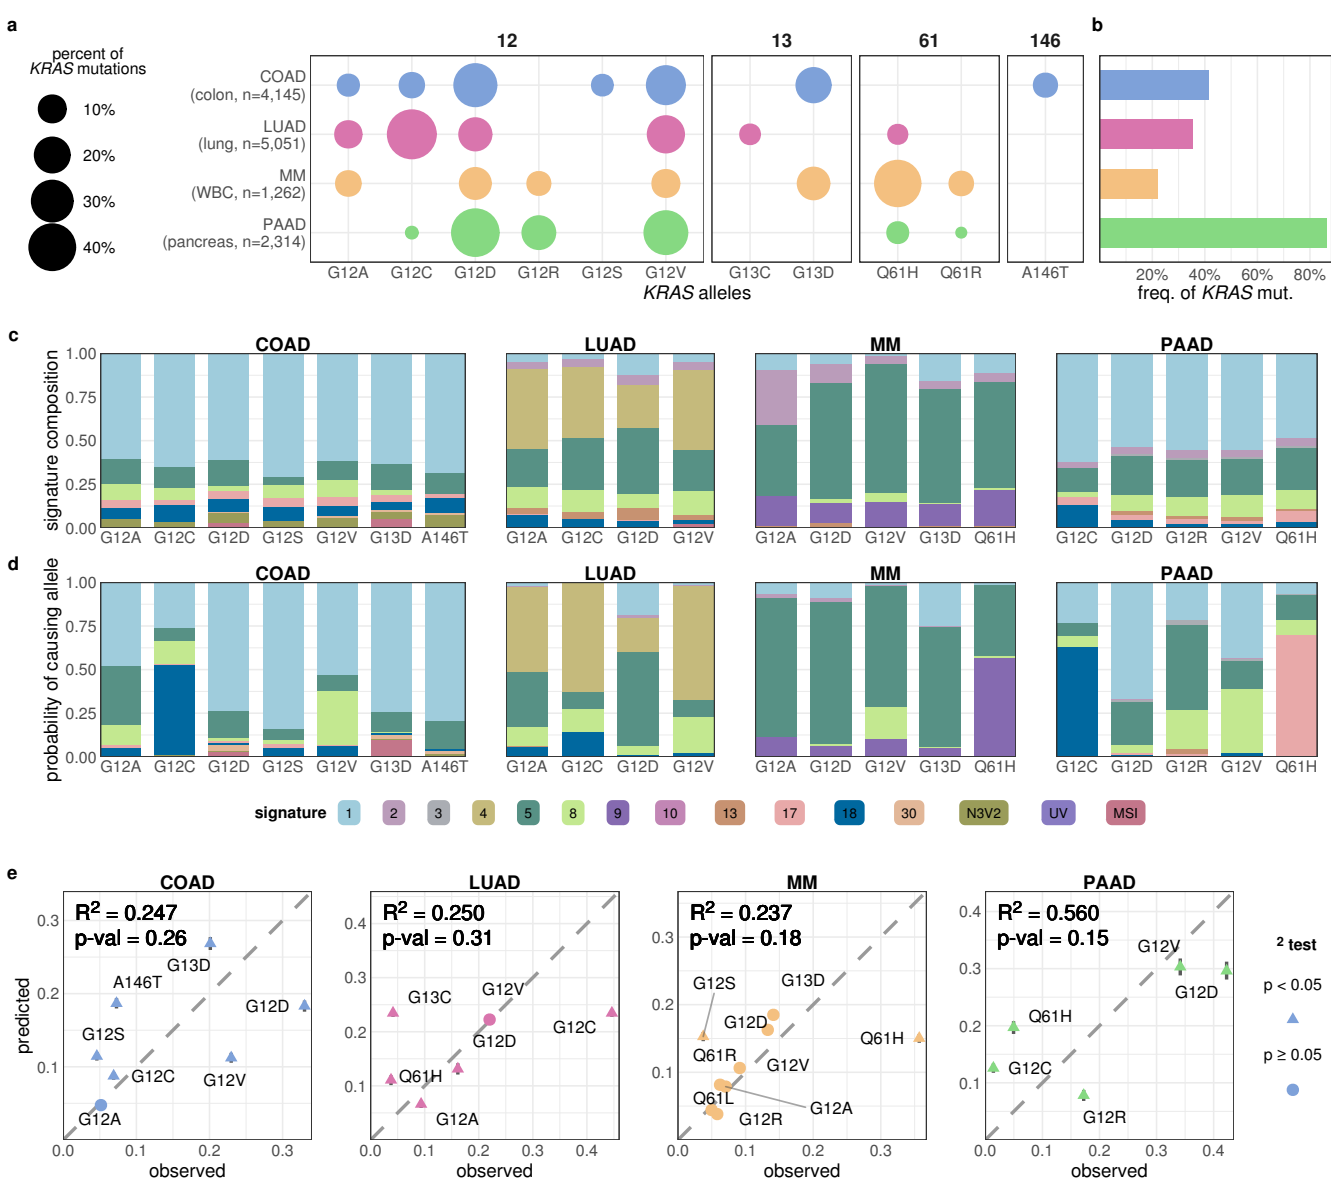 a
percent of
KRAS mutations
10%
20%
30%
40%
12
13
61
146
COAD
(colon, n=4,145)
LUAD
(lung, n=5,051)
MM
(WBC, n=1,262)
PAAD
(pancreas, n=2,314)
G12A G12C G12D G12R G12S G12V G13C G13D Q61H Q61R A146T
KRAS alleles
b
20% 40% 60% 80%
freq. of KRAS mut.
c
COAD LUAD MM PAAD
signature composition
1.00
0.75
0.50
0.25
0.00
G12A G12C G12D G12S G12V G13D A146T
G12A G12C G12D G12V
G12A G12D G12V G13D Q61H
G12C G12D G12R G12V Q61H
d
COAD LUAD MM PAAD
probability of causing allele
1.00
0.75
0.50
0.25
0.00
G12A G12C G12D G12S G12V G13D A146T
G12A G12C G12D G12V
G12A G12D G12V G13D Q61H
G12C G12D G12R G12V Q61H
signature 1 2 3 4 5 8 9 10 13 17 18 30 N3V2 UV MSI
e
COAD
R² = 0.247
p-val = 0.26
G13D
A146T
G12D
G12S
G12C
G12V
G12A
predicted
0.3
0.2
0.1
0.0 0.1 0.2 0.3
observed
LUAD
R² = 0.250
p-val = 0.31
G13C
G12V
G12C
G12D
Q61H
G12A
0.4
0.3
0.2
0.1
0.0 0.1 0.2 0.3 0.4
observed
MM
R² = 0.237
p-val = 0.18
G12S
G13D
G12D
Q61H
Q61R
G12V
Q61L
G12A
G12R
0.3
0.2
0.1
0.0 0.1 0.2 0.3
observed
PAAD
R² = 0.560
p-val = 0.15
G12V
G12D
Q61H
G12C
G12R
0.4
0.3
0.2
0.1
0.0 0.1 0.2 0.3 0.4
observed
² test
p < 0.05
p ≥ 0.05